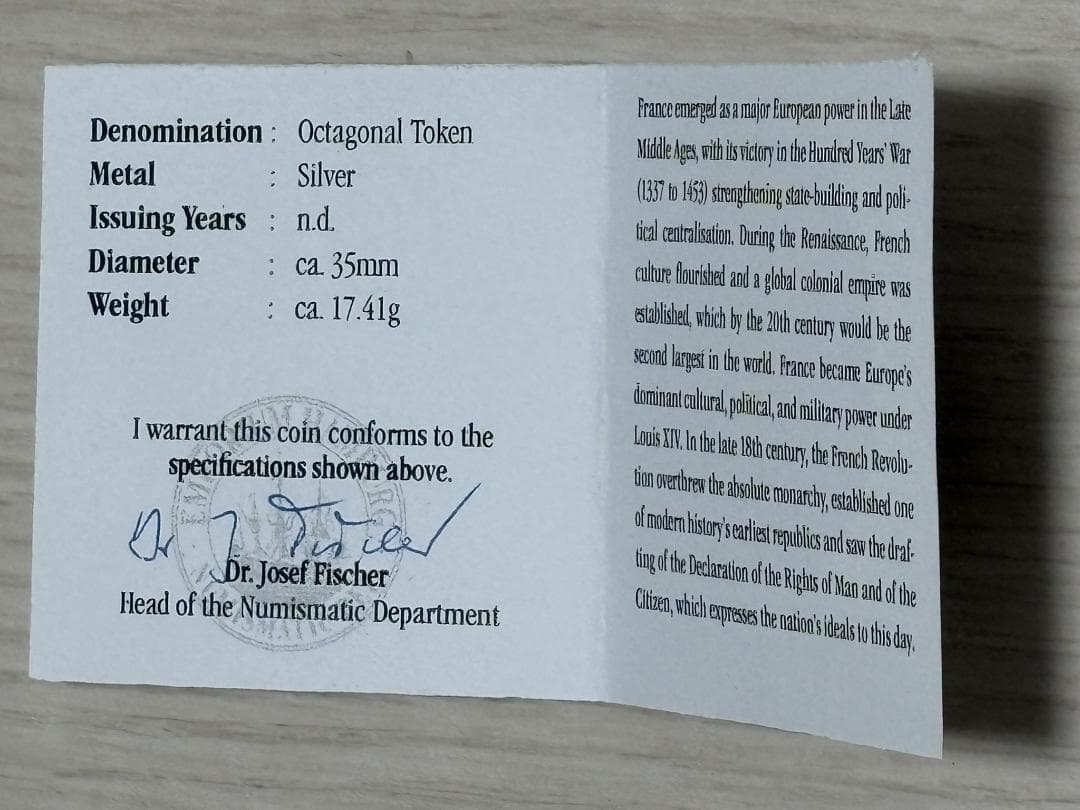 Denomination : Octagonal Token
Metal : Silver
Issuing Years : n.d.
Diameter : ca. 35mm
Weight : ca. 17.41g
I warrant this coin conforms to the
specifications shown above.
Dr. J. Fischer
Dr. Josef Fischer
Head of the Numismatic Department
France emerged as a major European power in the Late
Middle Ages, with its victory in the Hundred Years' War
(1337 to 1453) strengthening state-building and poli-
tical centralisation. During the Renaissance, French
culture flourished and a global colonial empire was
established, which by the 20th century would be the
second largest in the world. France became Europe's
dominant cultural, political, and military power under
Louis XIV. In the late 18th century, the French Revolu-
tion overthrew the absolute monarchy, established one
of modern history's earliest republics and saw the draf-
ting of the Declaration of the Rights of Man and of the
Citizen, which expresses the nation's ideals to this day.